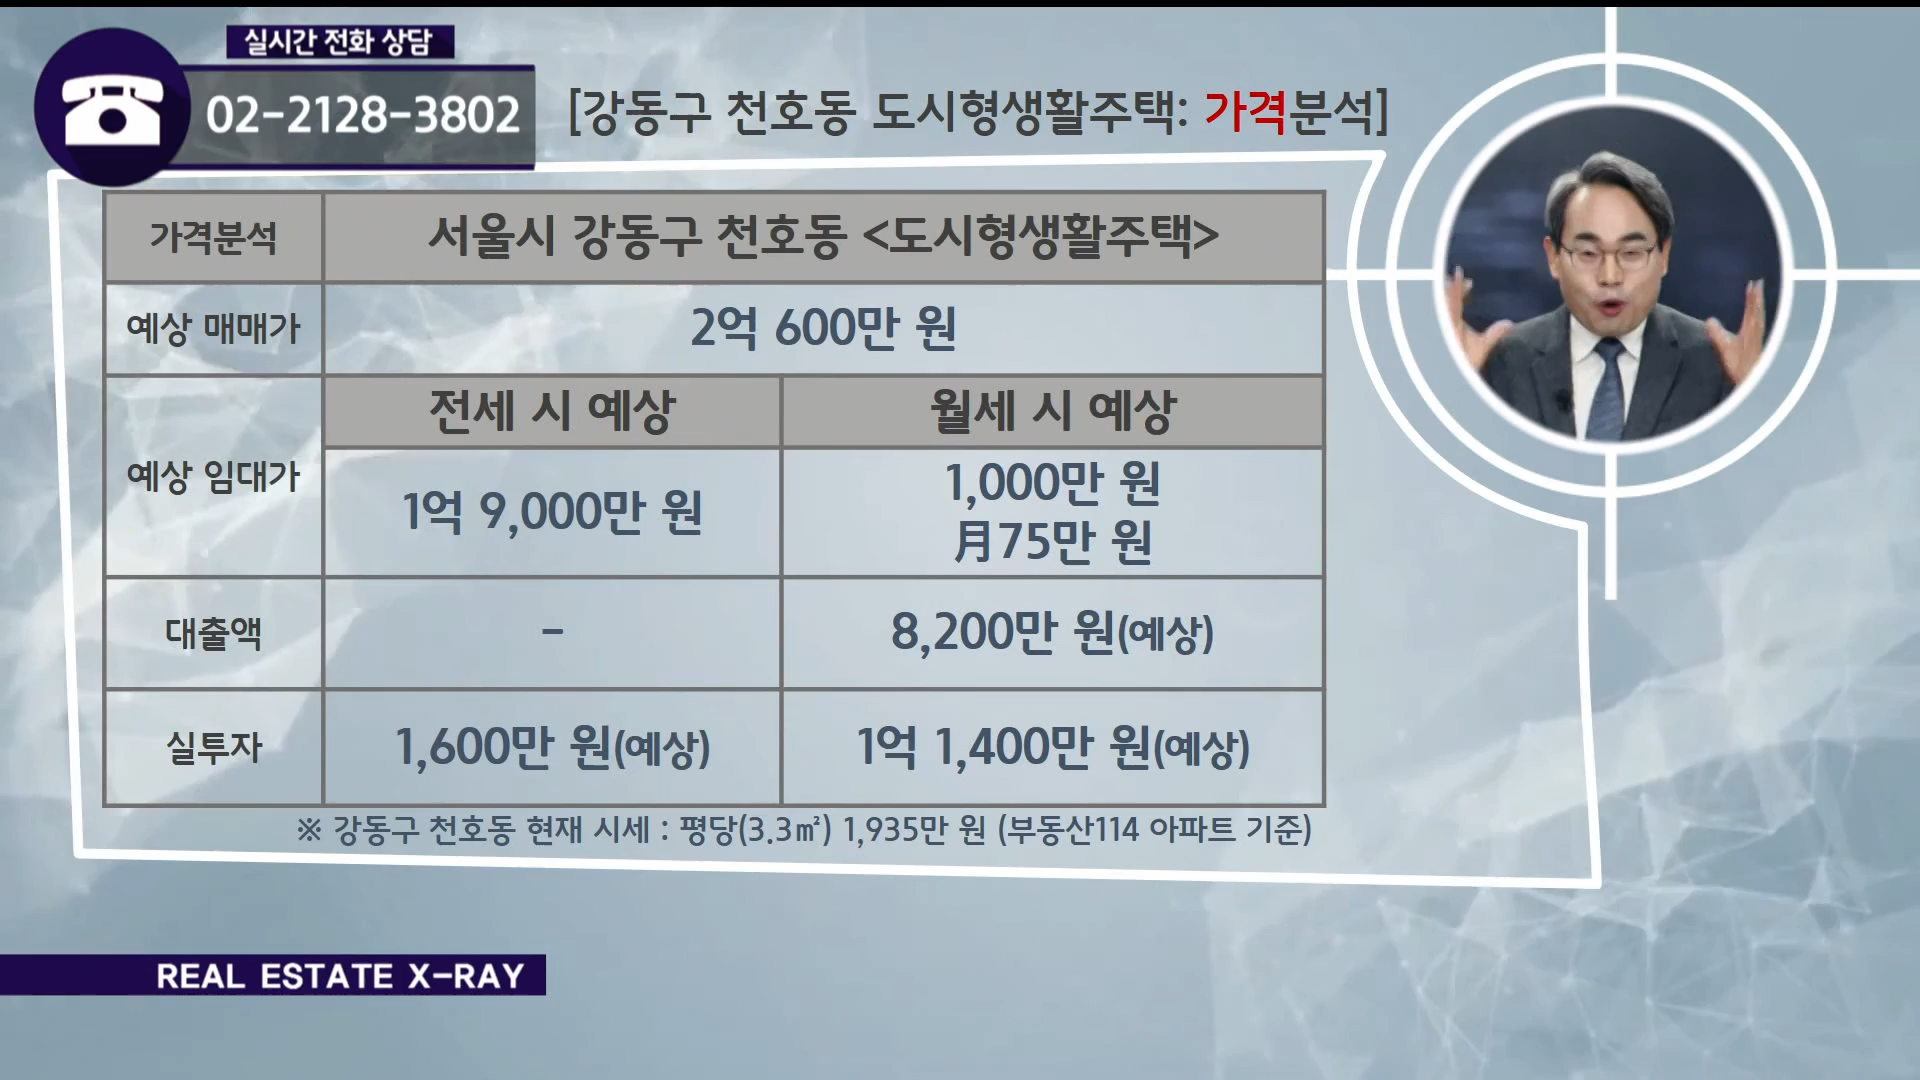 실시간 전화 상담
02-2128-3802
[강동구 천호동 도시형생활주택: 가격분석]
가격분석
서울시 강동구 천호동 <도시형생활주택>
예상 매매가
2억 600만 원
예상 임대가
전세 시 예상
월세 시 예상
1억 9,000만 원
1,000만 원
月75만 원
대출액
-
8,200만 원(예상)
실투자
1,600만 원(예상)
1억 1,400만 원(예상)
※ 강동구 천호동 현재 시세 : 평당(3.3㎡) 1,935만 원 (부동산114 아파트 기준)
REAL ESTATE X-RAY